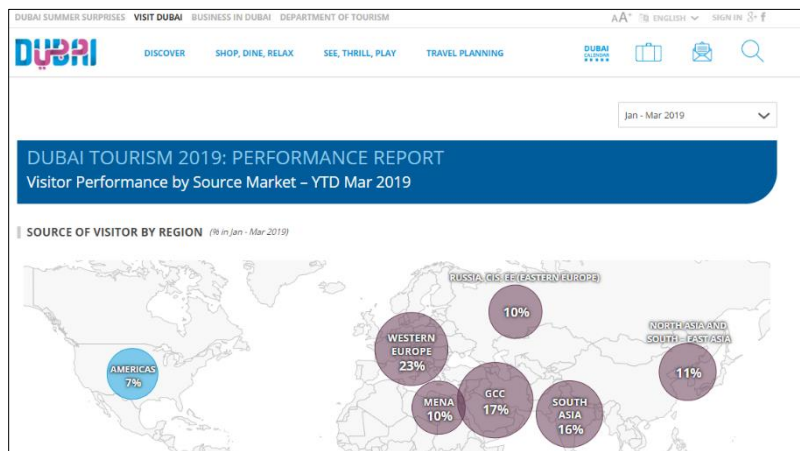 DUBAI SUMMER SURPRISES VISIT DUBAI BUSINESS IN DUBAI DEPARTMENT OF TOURISM AA+ ENGLISH SIGN IN g+ f
DUBAI DISCOVER SHOP, DINE, RELAX SEE, THRILL, PLAY TRAVEL PLANNING DUBAI
CALENDAR
Jan - Mar 2019
DUBAI TOURISM 2019: PERFORMANCE REPORT
Visitor Performance by Source Market – YTD Mar 2019
SOURCE OF VISITOR BY REGION (% in Jan - Mar 2019)
RUSSIA, CIS, EE (EASTERN EUROPE)
10%
NORTH ASIA AND
SOUTH - EAST ASIA
11%
WESTERN
EUROPE
23%
AMERICAS
7%
MENA
10%
GCC
17%
SOUTH
ASIA
16%